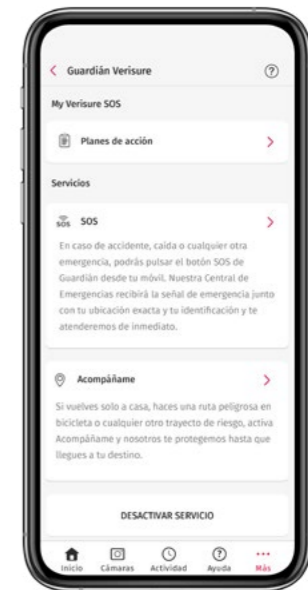 Guardián Verisure ?
My Verisure SOS
Planes de acción
Servicios
SOS SOS
En caso de accidente, caída o cualquier otra
emergencia, podrás pulsar el botón SOS de
Guardián desde tu móvil. Nuestra Central de
Emergencias recibirá la señal de emergencia junto
con tu ubicación exacta y tu identificación y te
atenderemos de inmediato.
Acompáñame
Si vuelves solo a casa, haces una ruta peligrosa en
bicicleta o cualquier otro trayecto de riesgo, activa
Acompáñame y nosotros te protegemos hasta que
llegues a tu destino.
DESACTIVAR SERVICIO
Inicio Cámaras Actividad Ayuda Más